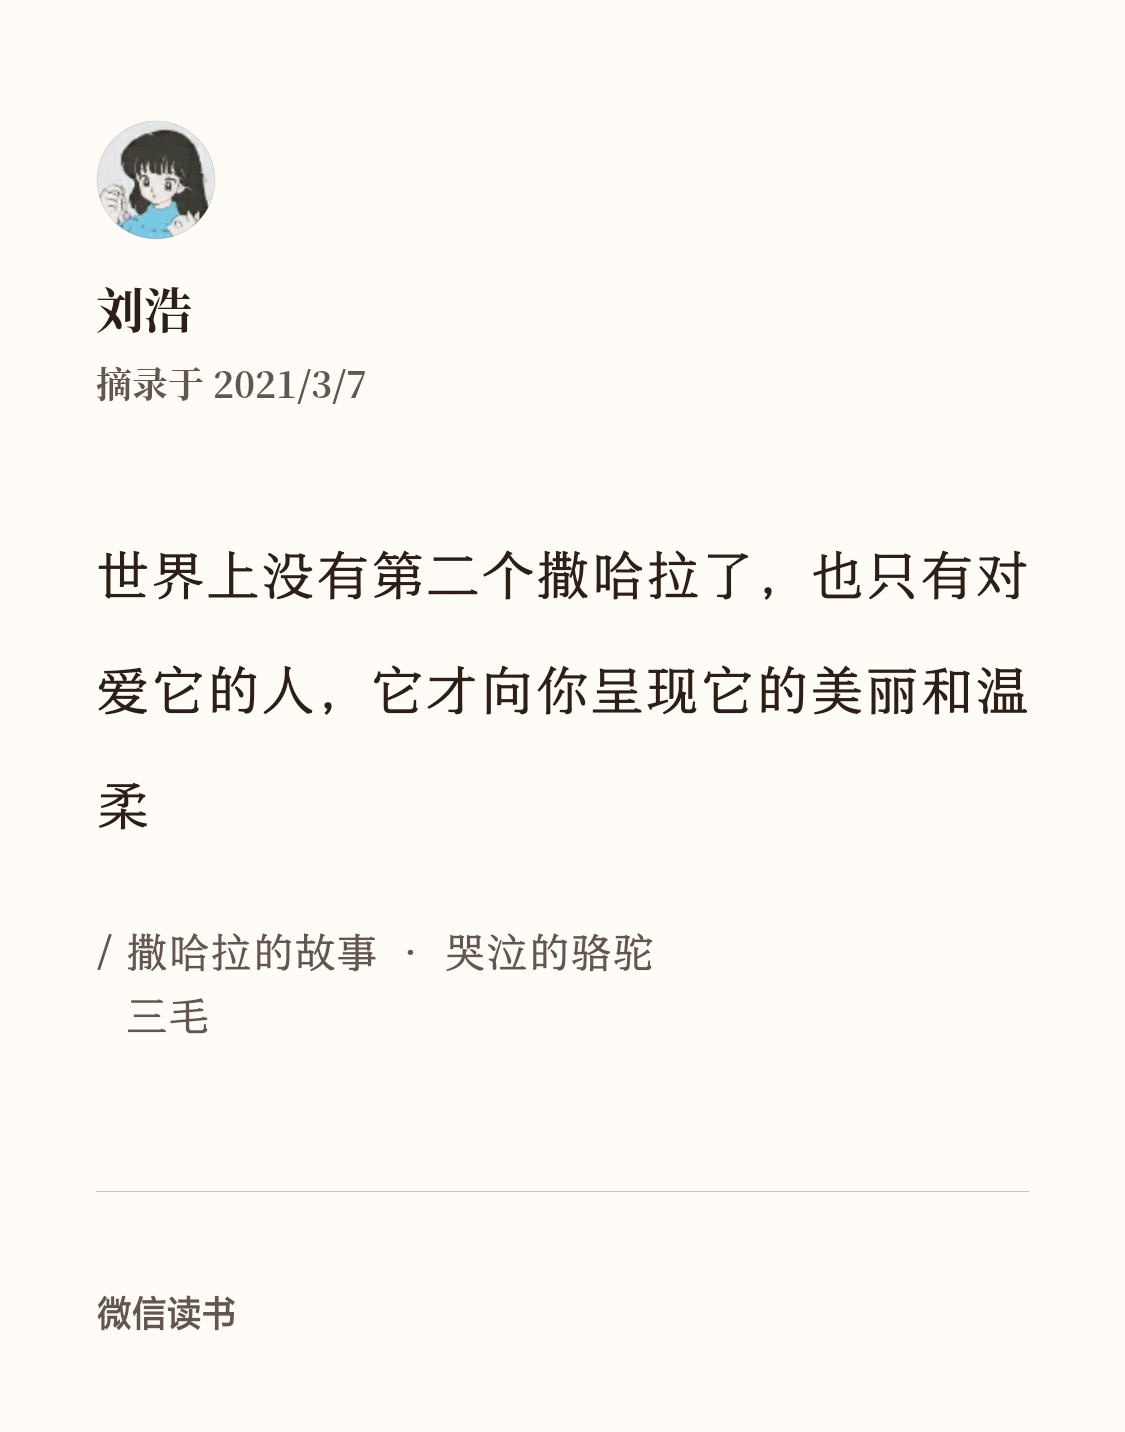 刘浩
摘录于 2021/3/7
世界上没有第二个撒哈拉了，也只有对
爱它的人，它才向你呈现它的美丽和温
柔
/ 撒哈拉的故事 · 哭泣的骆驼
三毛
微信读书